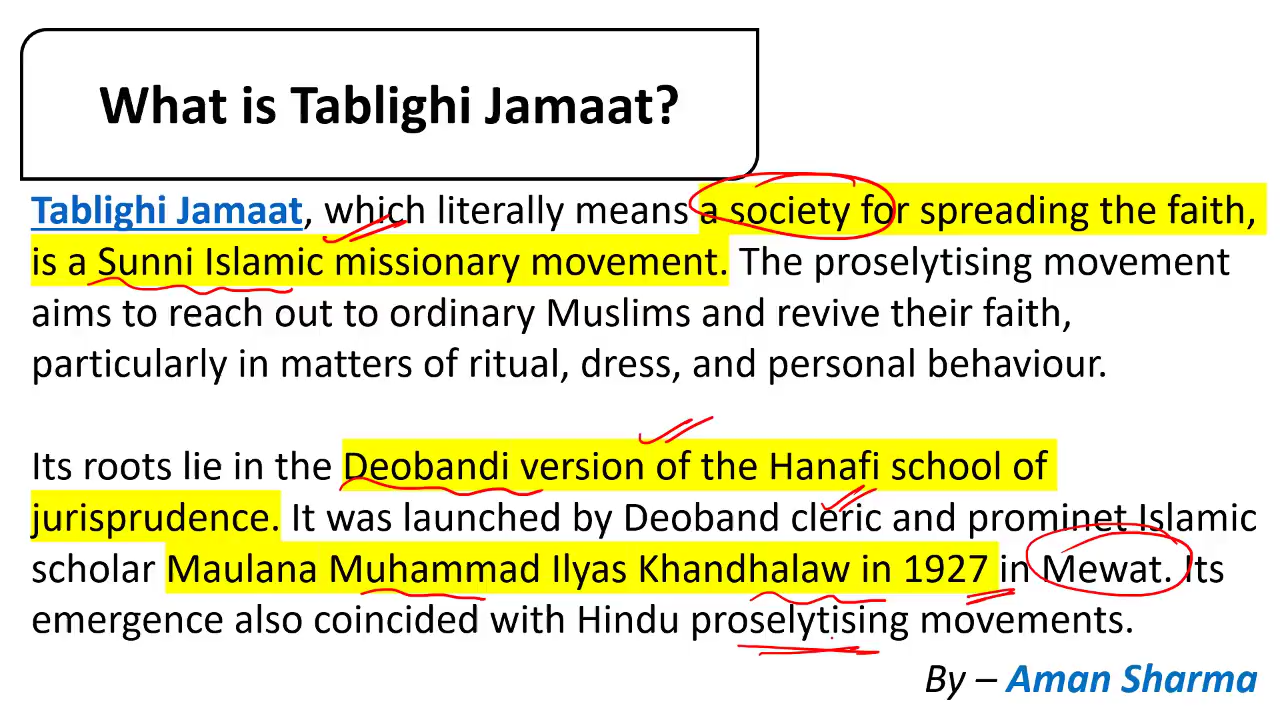 What is Tablighi Jamaat?
Tablighi Jamaat, which literally means a society for spreading the faith,
is a Sunni Islamic missionary movement. The proselytising movement
aims to reach out to ordinary Muslims and revive their faith,
particularly in matters of ritual, dress, and personal behaviour.
Its roots lie in the Deobandi version of the Hanafi school of
jurisprudence. It was launched by Deoband cleric and prominet Islamic
scholar Maulana Muhammad Ilyas Khandhalaw in 1927 in Mewat. Its
emergence also coincided with Hindu proselytising movements.
By – Aman Sharma